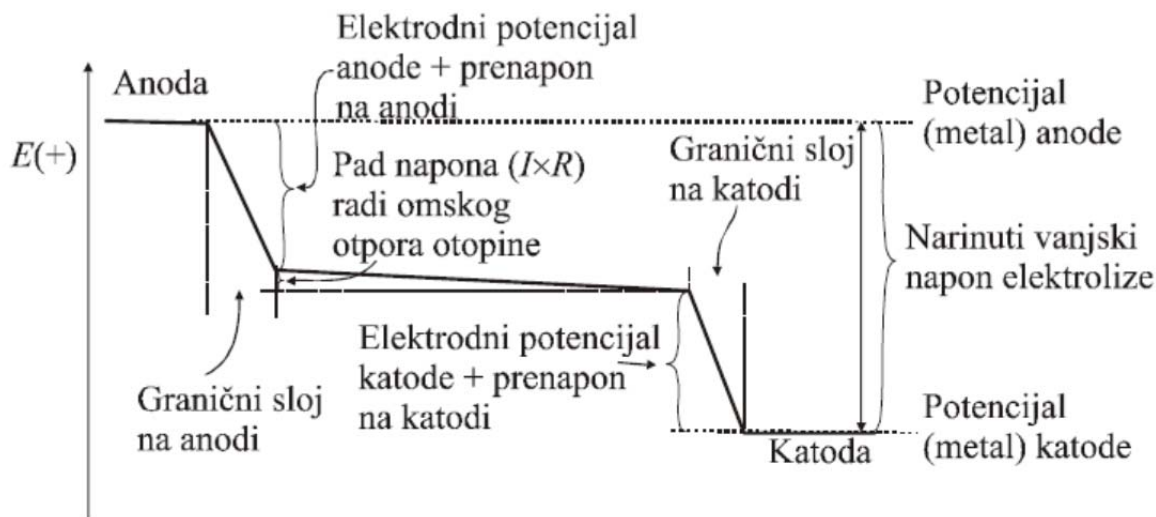 Elektrodni potencijal
anode + prenapon
na anodi
Anoda
Potencijal
(metal) anode
E(+)
Pad napona (I×R)
radi omskog
otpora otopine
Granični sloj
na katodi
Narinuti vanjski
napon elektrolize
Elektrodni potencijal
katode + prenapon
na katodi
Granični sloj
na anodi
Potencijal
(metal) katode
Katoda